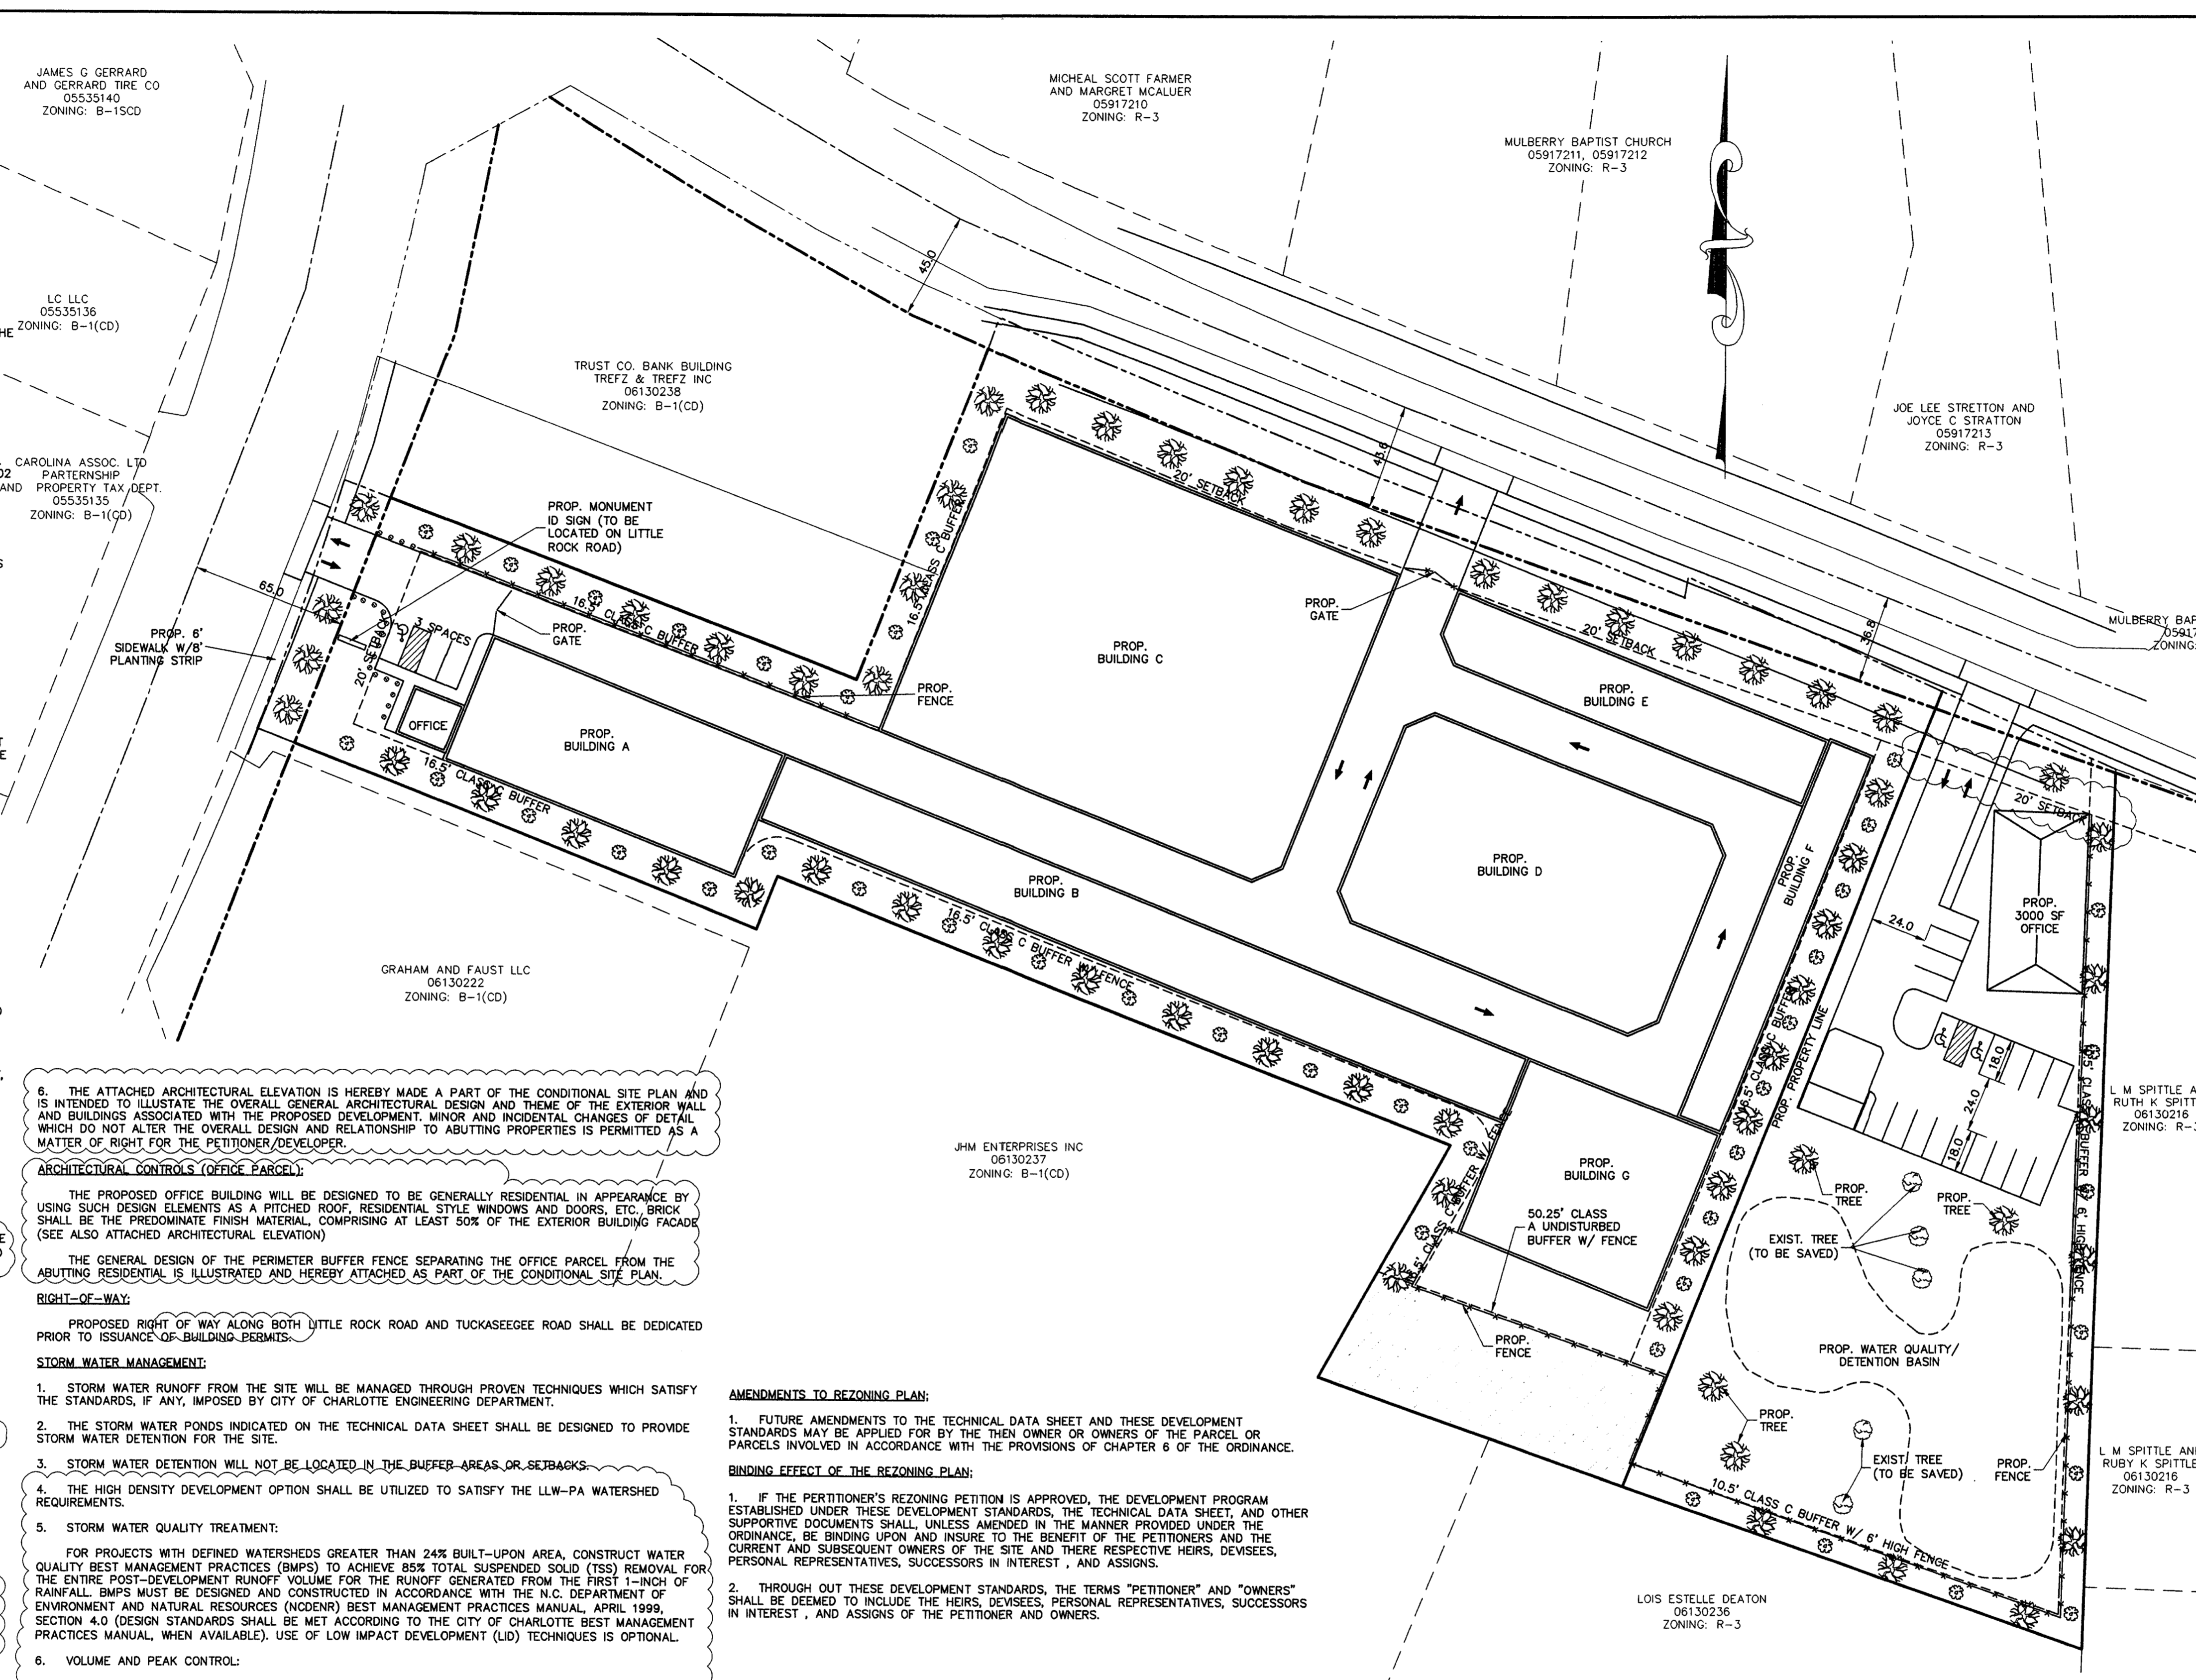 JAMES G GERRARD
AND GERRARD TIRE CO
05535140
ZONING: B-1SCD
MICHEAL SCOTT FARMER
AND MARGRET MCALUER
05917210
ZONING: R-3
MULBERRY BAPTIST CHURCH
05917211, 05917212
ZONING: R-3
LC LLC
05535136
ZONING: B-1(CD)
HE
TRUST CO. BANK BUILDING
TREFZ & TREFZ INC
06130238
ZONING: B-1(CD)
JOE LEE STRETTON AND
JOYCE C STRATTON
05917213
ZONING: R-3
CAROLINA ASSOC. LTD
02 PARTERNSHIP
AND PROPERTY TAX DEPT.
05535135
ZONING: B-1(CD)
45.0
43.6
36.8
65.0
PROP. MONUMENT
ID SIGN (TO BE
LOCATED ON LITTLE
ROCK ROAD)
20' SETBACK
16.5' CLASS C BUFFER
PROP. 6'
SIDEWALK W/8'
PLANTING STRIP
20' SETBACK
3 SPACES
PROP.
GATE
16.5' CLASS C BUFFER
PROP.
FENCE
PROP.
GATE
20' SETBACK
MULBERRY BAP
05917
ZONING:
PROP.
BUILDING C
PROP.
BUILDING E
OFFICE
PROP.
BUILDING A
16.5' CLASS C BUFFER
PROP.
BUILDING B
16.5' CLASS C BUFFER W/ FENCE
PROP.
BUILDING D
PROP.
BUILDING F
16.5' CLASS C BUFFER
PROP. PROPERTY LINE
20' SETBACK
PROP.
3000 SF
OFFICE
24.0
18.0
24.0
18.0
10.5' CLASS C BUFFER W/ 6' HIGH FENCE
L M SPITTLE A
RUTH K SPITT
06130216
ZONING: R-3
GRAHAM AND FAUST LLC
06130222
ZONING: B-1(CD)
JHM ENTERPRISES INC
06130237
ZONING: B-1(CD)
PROP.
BUILDING G
50.25' CLASS
A UNDISTURBED
BUFFER W/ FENCE
16.5' CLASS C BUFFER W/ FENCE
PROP.
FENCE
PROP.
TREE
PROP.
TREE
EXIST. TREE
(TO BE SAVED)
PROP. WATER QUALITY/
DETENTION BASIN
PROP.
TREE
EXIST. TREE
(TO BE SAVED)
PROP.
FENCE
L M SPITTLE AN
RUBY K SPITTLE
06130216
ZONING: R-3
10.5' CLASS C BUFFER W/ 6' HIGH FENCE
LOIS ESTELLE DEATON
06130236
ZONING: R-3
6. THE ATTACHED ARCHITECTURAL ELEVATION IS HEREBY MADE A PART OF THE CONDITIONAL SITE PLAN AND
IS INTENDED TO ILLUSTATE THE OVERALL GENERAL ARCHITECTURAL DESIGN AND THEME OF THE EXTERIOR WALL
AND BUILDINGS ASSOCIATED WITH THE PROPOSED DEVELOPMENT. MINOR AND INCIDENTAL CHANGES OF DETAIL
WHICH DO NOT ALTER THE OVERALL DESIGN AND RELATIONSHIP TO ABUTTING PROPERTIES IS PERMITTED AS A
MATTER OF RIGHT FOR THE PETITIONER/DEVELOPER.
ARCHITECTURAL CONTROLS (OFFICE PARCEL):
THE PROPOSED OFFICE BUILDING WILL BE DESIGNED TO BE GENERALLY RESIDENTIAL IN APPEARANCE BY
USING SUCH DESIGN ELEMENTS AS A PITCHED ROOF, RESIDENTIAL STYLE WINDOWS AND DOORS, ETC. BRICK
SHALL BE THE PREDOMINATE FINISH MATERIAL, COMPRISING AT LEAST 50% OF THE EXTERIOR BUILDING FACADE
(SEE ALSO ATTACHED ARCHITECTURAL ELEVATION)
THE GENERAL DESIGN OF THE PERIMETER BUFFER FENCE SEPARATING THE OFFICE PARCEL FROM THE
ABUTTING RESIDENTIAL IS ILLUSTRATED AND HEREBY ATTACHED AS PART OF THE CONDITIONAL SITE PLAN.
RIGHT-OF-WAY:
PROPOSED RIGHT OF WAY ALONG BOTH LITTLE ROCK ROAD AND TUCKASEEGEE ROAD SHALL BE DEDICATED
PRIOR TO ISSUANCE OF BUILDING PERMITS.
STORM WATER MANAGEMENT:
1. STORM WATER RUNOFF FROM THE SITE WILL BE MANAGED THROUGH PROVEN TECHNIQUES WHICH SATISFY
THE STANDARDS, IF ANY, IMPOSED BY CITY OF CHARLOTTE ENGINEERING DEPARTMENT.
2. THE STORM WATER PONDS INDICATED ON THE TECHNICAL DATA SHEET SHALL BE DESIGNED TO PROVIDE
STORM WATER DETENTION FOR THE SITE.
3. STORM WATER DETENTION WILL NOT BE LOCATED IN THE BUFFER AREAS OR SETBACKS.
4. THE HIGH DENSITY DEVELOPMENT OPTION SHALL BE UTILIZED TO SATISFY THE LLW-PA WATERSHED
REQUIREMENTS.
5. STORM WATER QUALITY TREATMENT:
FOR PROJECTS WITH DEFINED WATERSHEDS GREATER THAN 24% BUILT-UPON AREA, CONSTRUCT WATER
QUALITY BEST MANAGEMENT PRACTICES (BMPS) TO ACHIEVE 85% TOTAL SUSPENDED SOLID (TSS) REMOVAL FOR
THE ENTIRE POST-DEVELOPMENT RUNOFF VOLUME FOR THE RUNOFF GENERATED FROM THE FIRST 1-INCH OF
RAINFALL. BMPS MUST BE DESIGNED AND CONSTRUCTED IN ACCORDANCE WITH THE N.C. DEPARTMENT OF
ENVIRONMENT AND NATURAL RESOURCES (NCDENR) BEST MANAGEMENT PRACTICES MANUAL, APRIL 1999,
SECTION 4.0 (DESIGN STANDARDS SHALL BE MET ACCORDING TO THE CITY OF CHARLOTTE BEST MANAGEMENT
PRACTICES MANUAL, WHEN AVAILABLE). USE OF LOW IMPACT DEVELOPMENT (LID) TECHNIQUES IS OPTIONAL.
6. VOLUME AND PEAK CONTROL:
AMENDMENTS TO REZONING PLAN;
1. FUTURE AMENDMENTS TO THE TECHNICAL DATA SHEET AND THESE DEVELOPMENT
STANDARDS MAY BE APPLIED FOR BY THE THEN OWNER OR OWNERS OF THE PARCEL OR
PARCELS INVOLVED IN ACCORDANCE WITH THE PROVISIONS OF CHAPTER 6 OF THE ORDINANCE.
BINDING EFFECT OF THE REZONING PLAN;
1. IF THE PERTITIONER'S REZONING PETITION IS APPROVED, THE DEVELOPMENT PROGRAM
ESTABLISHED UNDER THESE DEVELOPMENT STANDARDS, THE TECHNICAL DATA SHEET, AND OTHER
SUPPORTIVE DOCUMENTS SHALL, UNLESS AMENDED IN THE MANNER PROVIDED UNDER THE
ORDINANCE, BE BINDING UPON AND INSURE TO THE BENEFIT OF THE PETITIONERS AND THE
CURRENT AND SUBSEQUENT OWNERS OF THE SITE AND THERE RESPECTIVE HEIRS, DEVISEES,
PERSONAL REPRESENTATIVES, SUCCESSORS IN INTEREST , AND ASSIGNS.
2. THROUGH OUT THESE DEVELOPMENT STANDARDS, THE TERMS "PETITIONER" AND "OWNERS"
SHALL BE DEEMED TO INCLUDE THE HEIRS, DEVISEES, PERSONAL REPRESENTATIVES, SUCCESSORS
IN INTEREST , AND ASSIGNS OF THE PETITIONER AND OWNERS.